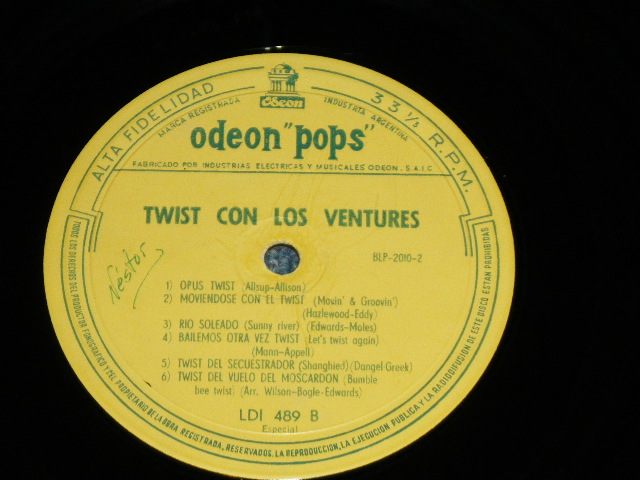 ALTA FIDELIDAD
MARCA REGISTRADA
Odeon
INDUSTRIA ARGENTINA
33 1/3 R.P.M.
odeon "pops"
FABRICADO POR INDUSTRIAS ELECTRICAS Y MUSICALES ODEON, S.A.I.C.
TWIST CON LOS VENTURES
BLP-2010-2
Néstor
1) OPUS TWIST (Allsup-Allison)
2) MOVIENDOSE CON EL TWIST (Movin' & Groovin')
(Hazlewood-Eddy)
3) RIO SOLEADO (Sunny river) (Edwards-Moles)
4) BAILEMOS OTRA VEZ TWIST (Let's twist again)
(Mann-Appell)
5) TWIST DEL SECUESTRADOR (Shanghied) (Dangel-Greek)
6) TWIST DEL VUELO DEL MOSCARDON (Bumble
bee twist) (Arr. Wilson-Bogle-Edwards)
LDI 489 B
Especial
TODOS LOS DERECHOS DEL PRODUCTOR FONOGRAFICO Y DEL PROPIETARIO DE LA OBRA REGISTRADA, RESERVADOS. LA REPRODUCCION, LA EJECUCION PUBLICA Y LA RADIODIFUSION DE ESTE DISCO ESTAN PROHIBIDAS